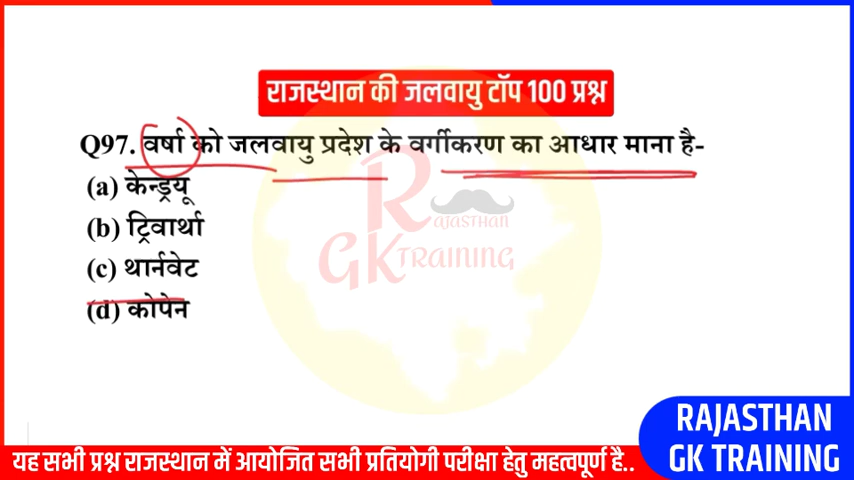 राजस्थान की जलवायु टॉप 100 प्रश्न
Q97. वर्षा को जलवायु प्रदेश के वर्गीकरण का आधार माना है-
(a) केन्ड्रयू
(b) ट्रिवार्था
(c) थार्नवेट
(d) कोपेन
RAJASTHAN
GK TRAINING
RAJASTHAN
GK TRAINING
यह सभी प्रश्न राजस्थान में आयोजित सभी प्रतियोगी परीक्षा हेतु महत्वपूर्ण है..